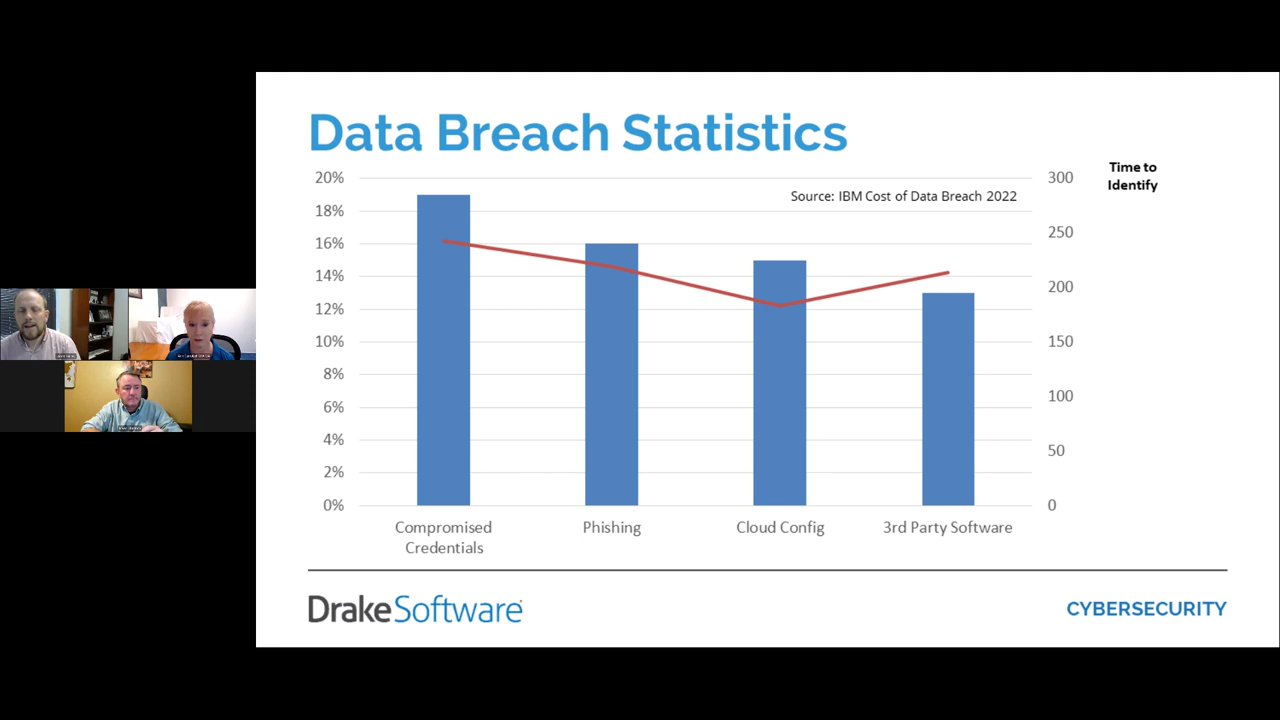 Data Breach Statistics
Time to
Identify
Source: IBM Cost of Data Breach 2022
20%
18%
16%
14%
12%
10%
8%
6%
4%
2%
0%
300
250
200
150
100
50
0
Compromised
Credentials
Phishing
Cloud Config
3rd Party Software
DrakeSoftware
CYBERSECURITY